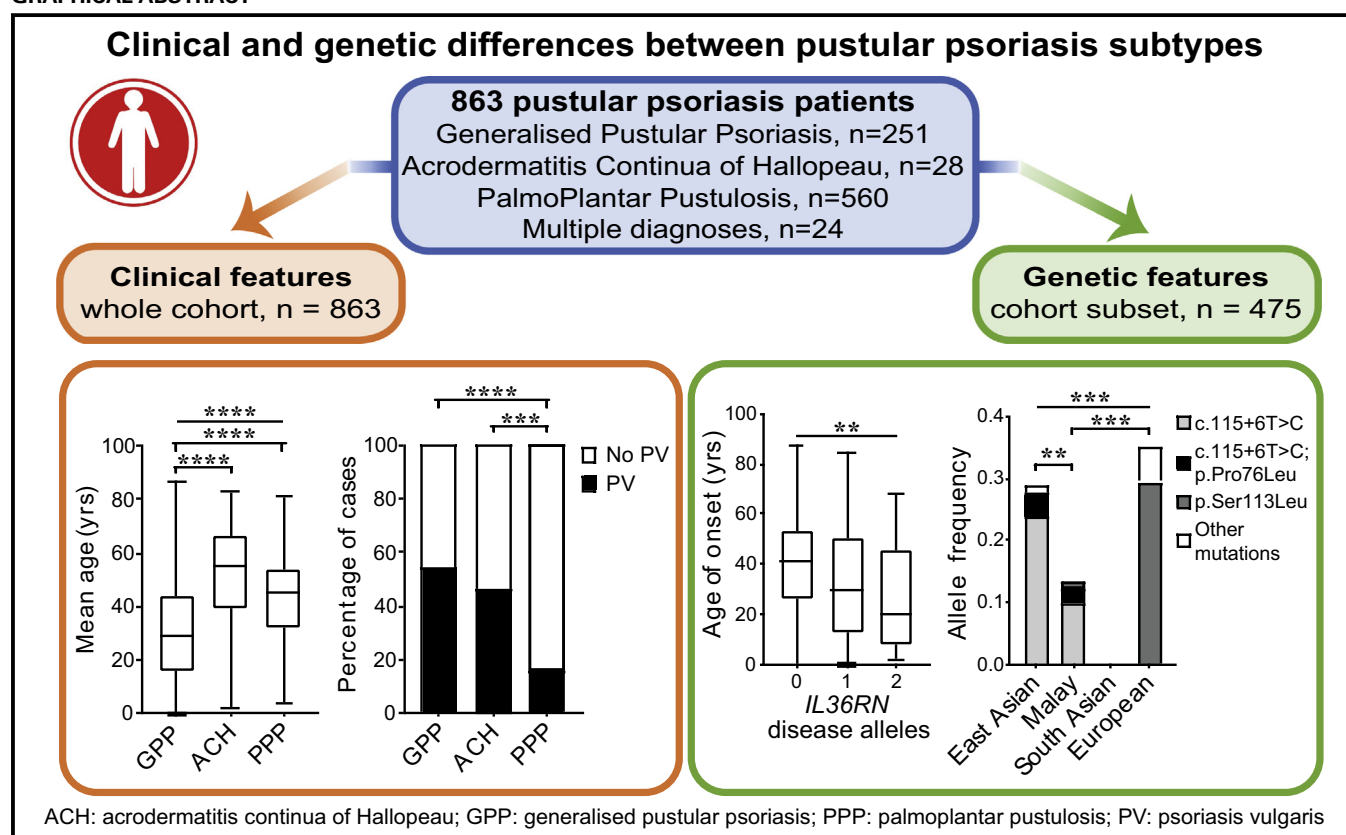 GRAPHICAL ABSTRACT
Clinical and genetic differences between pustular psoriasis subtypes
863 pustular psoriasis patients
Generalised Pustular Psoriasis, n=251
Acrodermatitis Continua of Hallopeau, n=28
PalmoPlantar Pustulosis, n=560
Multiple diagnoses, n=24
Clinical features
whole cohort, n = 863
Genetic features
cohort subset, n = 475
Mean age (yrs)
100
80
60
40
20
0
****
****
****
GPP
ACH
PPP
Percentage of cases
100
80
60
40
20
0
****
***
No PV
PV
GPP
ACH
PPP
Age of onset (yrs)
100
80
60
40
20
0
**
0 1 2
IL36RN
disease alleles
Allele frequency
0.4
0.3
0.2
0.1
0.0
***
***
**
c.115+6T>C
c.115+6T>C;
p.Pro76Leu
p.Ser113Leu
Other
mutations
East Asian
Malay
South Asian
European
ACH: acrodermatitis continua of Hallopeau; GPP: generalised pustular psoriasis; PPP: palmoplantar pustulosis; PV: psoriasis vulgaris